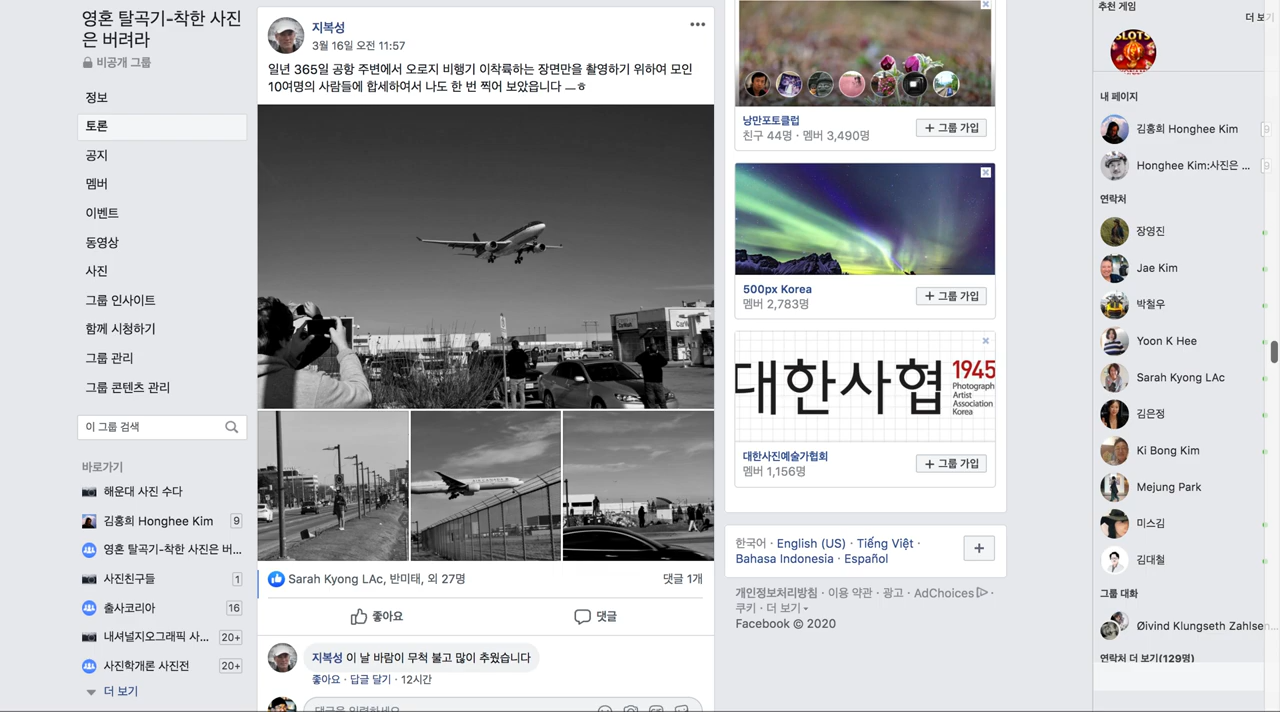 영혼 탈곡기-착한 사진
은 버려라
비공개 그룹
정보
토론
공지
멤버
이벤트
동영상
사진
그룹 인사이트
함께 시청하기
그룹 관리
그룹 콘텐츠 관리
이 그룹 검색
바로가기
해운대 사진 수다
김홍희 Honghee Kim 9
영혼 탈곡기-착한 사진은 버...
사진친구들 1
출사코리아 16
내셔널지오그래픽 사... 20+
사진학개론 사진전 20+
더 보기
지복성
3월 16일 오전 11:57
일년 365일 공항 주변에서 오로지 비행기 이착륙하는 장면만을 촬영하기 위하여 모인
10여명의 사람들에 합세하여서 나도 한 번 찍어 보았읍니다 ㅡㅎ
Sarah Kyong LAc, 반미태, 외 27명
댓글 1개
좋아요
댓글
지복성 이 날 바람이 무척 불고 많이 추웠습니다
좋아요 · 답글 달기 · 12시간
댓글을 입력하세요...
낭만포토클럽
친구 44명 · 멤버 3,490명
+ 그룹 가입
500px Korea
멤버 2,783명
+ 그룹 가입
대한사협
1945
Photograph
Artist
Association
Korea
대한사진예술가협회
멤버 1,156명
+ 그룹 가입
한국어 · English (US) · Tiếng Việt ·
Bahasa Indonesia · Español
개인정보처리방침 · 이용 약관 · 광고 · AdChoices ·
쿠키 · 더 보기
Facebook © 2020
추천 게임
더 보기
SLOTS
내 페이지
김홍희 Honghee Kim 9
Honghee Kim:사진은 ... 9
연락처
장영진
Jae Kim
박철우
Yoon K Hee
Sarah Kyong LAc
김은정
Ki Bong Kim
Mejung Park
미스김
김대철
그룹 대화
Øivind Klungseth Zahlsen...
연락처 더 보기(129명)